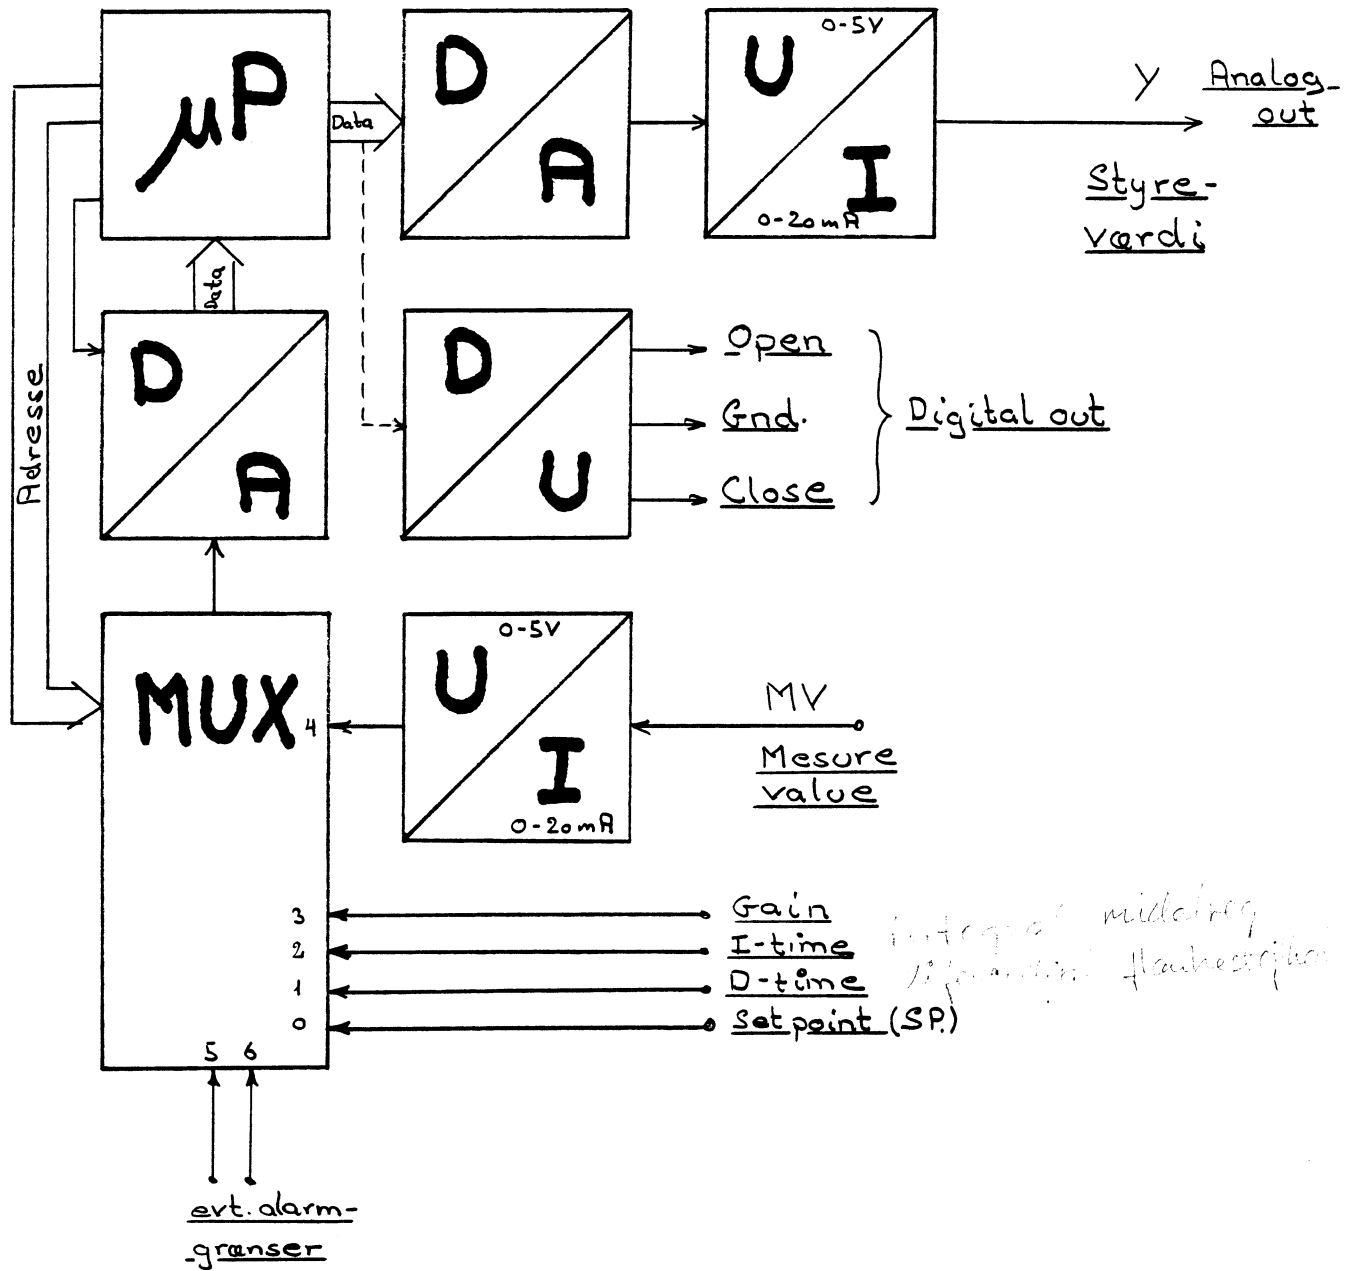 µP
Data
D
A
U
0-5V
I
0-20mA
Y
Analog-
out
Styre-
værdi
Data
Adresse
D
A
D
U
Open
Gnd.
Close
Digital out
MUX
4
U
0-5V
I
0-20mA
MV
Mesure
value
3
Gain
2
I-time
1
D-time
0
Setpoint (SP.)
5 6
evt. alarm-
grænser